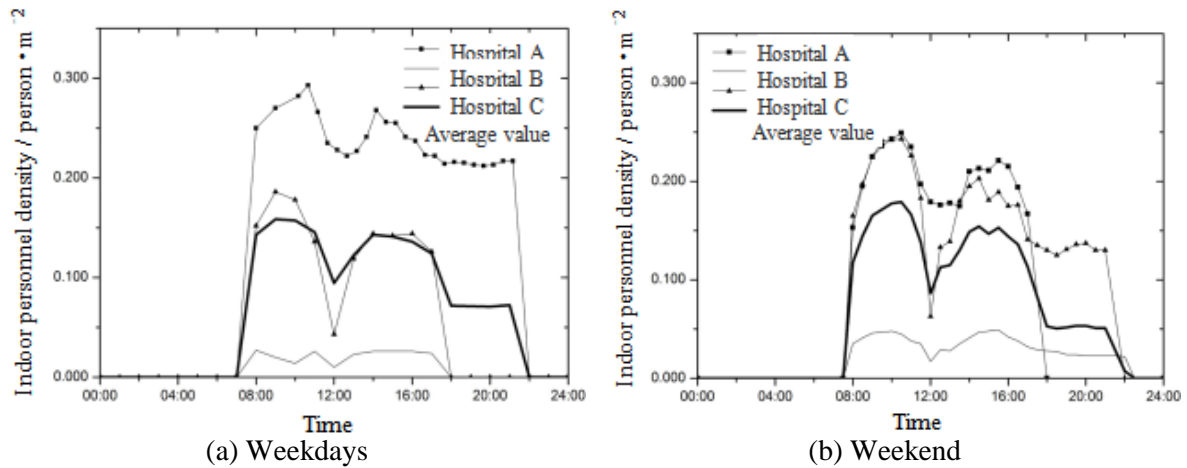 Indoor personnel density / person • m⁻²
0.300
0.200
0.100
0.000
Hospital A
Hospital B
Hospital C
Average value
00:00 04:00 08:00 12:00 16:00 20:00 24:00
Time
(a) Weekdays
Indoor personnel density / person • m⁻²
0.300
0.200
0.100
0.000
Hospital A
Hospital B
Hospital C
Average value
00:00 04:00 08:00 12:00 16:00 20:00 24:00
Time
(b) Weekend